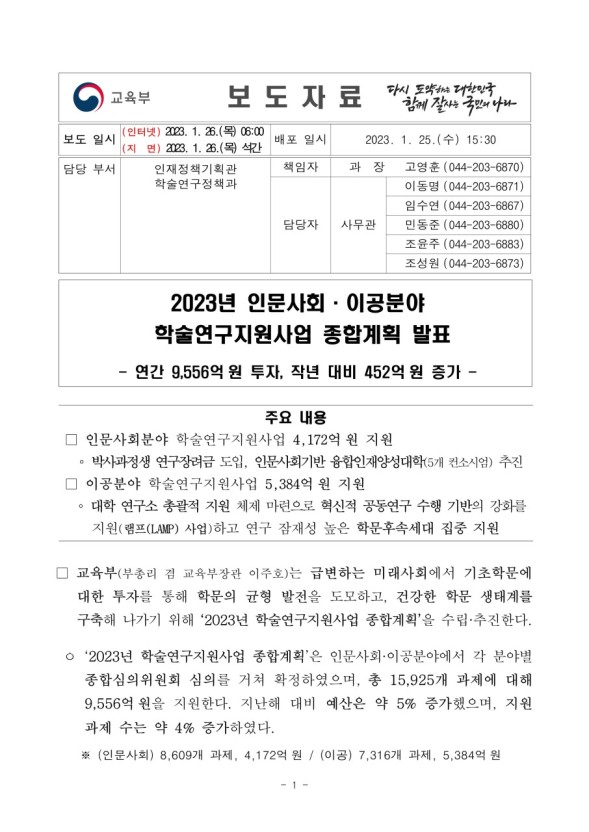 교육부
보도자료
다시 도약하는 대한민국
함께 잘사는 국민의 나라
보도 일시
(인터넷) 2023. 1. 26.(목) 06:00
(지 면) 2023. 1. 26.(목) 석간
배포 일시
2023. 1. 25.(수) 15:30
담당 부서
인재정책기획관
학술연구정책과
책임자
과 장
고영훈 (044-203-6870)
담당자
사무관
이동명 (044-203-6871)
임수연 (044-203-6867)
민동준 (044-203-6880)
조윤주 (044-203-6883)
조성원 (044-203-6873)
2023년 인문사회·이공분야
학술연구지원사업 종합계획 발표
- 연간 9,556억 원 투자, 작년 대비 452억 원 증가 -
주요 내용
□ 인문사회분야 학술연구지원사업 4,172억 원 지원
◦ 박사과정생 연구장려금 도입, 인문사회기반 융합인재양성대학(5개 컨소시엄) 추진
□ 이공분야 학술연구지원사업 5,384억 원 지원
◦ 대학 연구소 총괄적 지원 체제 마련으로 혁신적 공동연구 수행 기반의 강화를
지원(램프(LAMP) 사업)하고 연구 잠재성 높은 학문후속세대 집중 지원
□ 교육부(부총리 겸 교육부장관 이주호)는 급변하는 미래사회에서 기초학문에
대한 투자를 통해 학문의 균형 발전을 도모하고, 건강한 학문 생태계를
구축해 나가기 위해 ‘2023년 학술연구지원사업 종합계획’을 수립·추진한다.
ㅇ ‘2023년 학술연구지원사업 종합계획’은 인문사회·이공분야에서 각 분야별
종합심의위원회 심의를 거쳐 확정하였으며, 총 15,925개 과제에 대해
9,556억 원을 지원한다. 지난해 대비 예산은 약 5% 증가했으며, 지원
과제 수는 약 4% 증가하였다.
※ (인문사회) 8,609개 과제, 4,172억 원 / (이공) 7,316개 과제, 5,384억 원
- 1 -